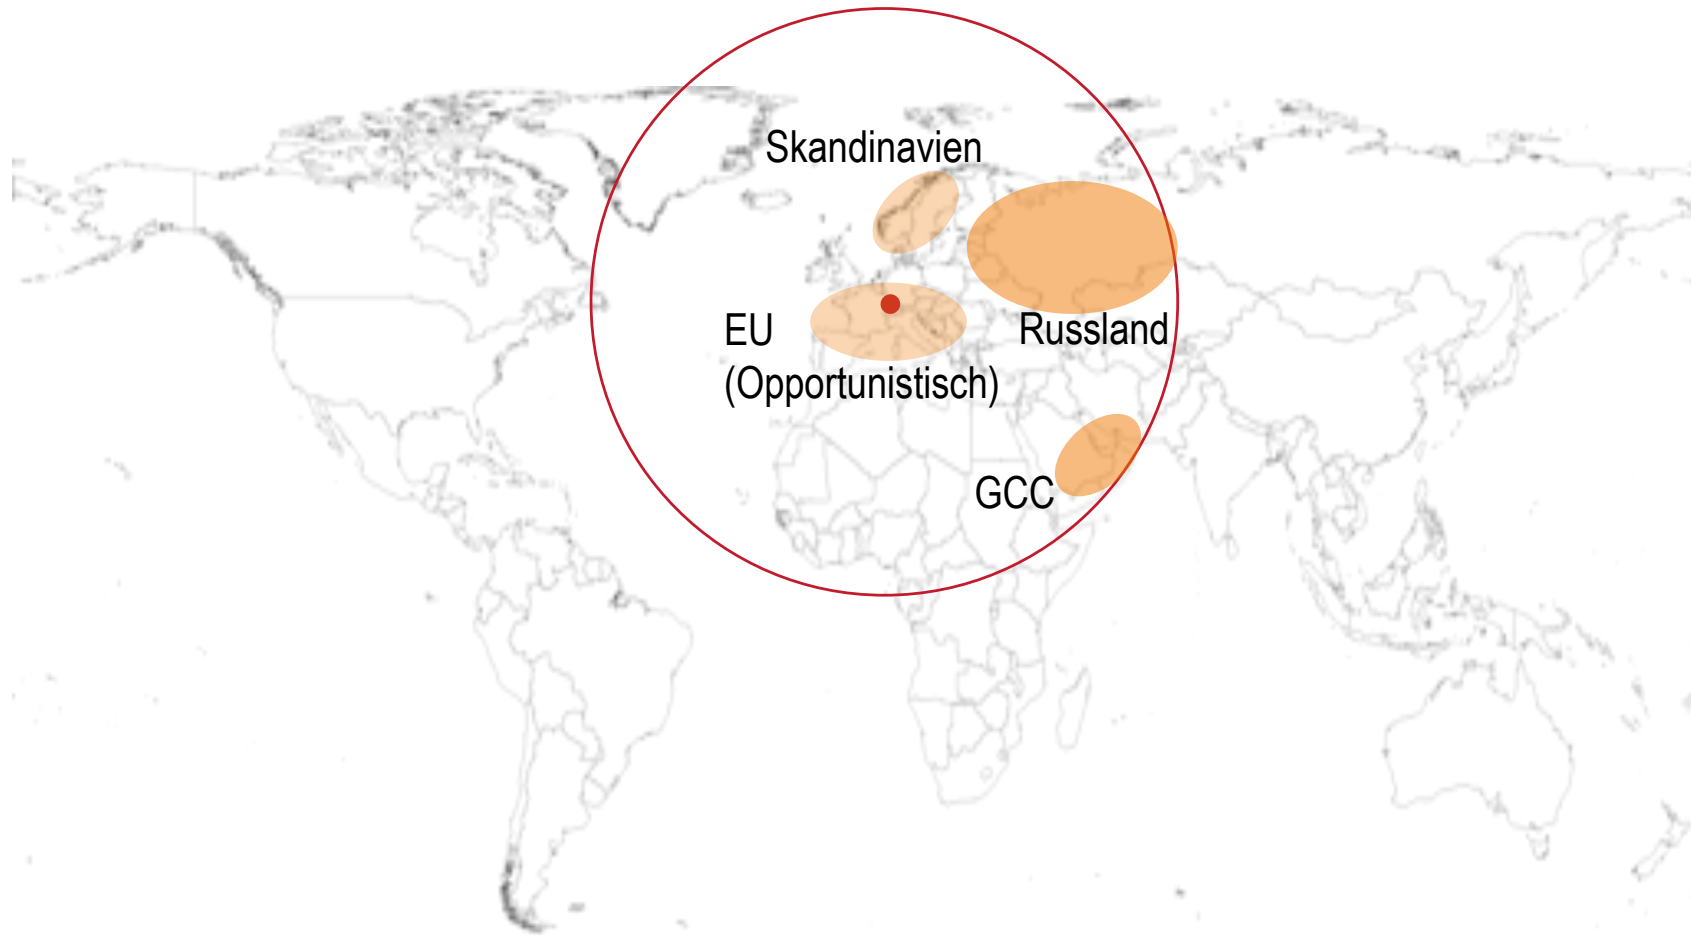 Skandinavien
EU
(Opportunistisch)
Russland
GCC